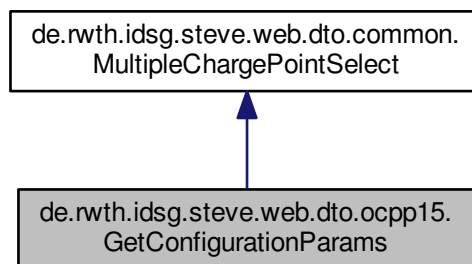 de.rwth.idsg.steve.web.dto.common.
MultipleChargePointSelect
de.rwth.idsg.steve.web.dto.ocpp15.
GetConfigurationParams